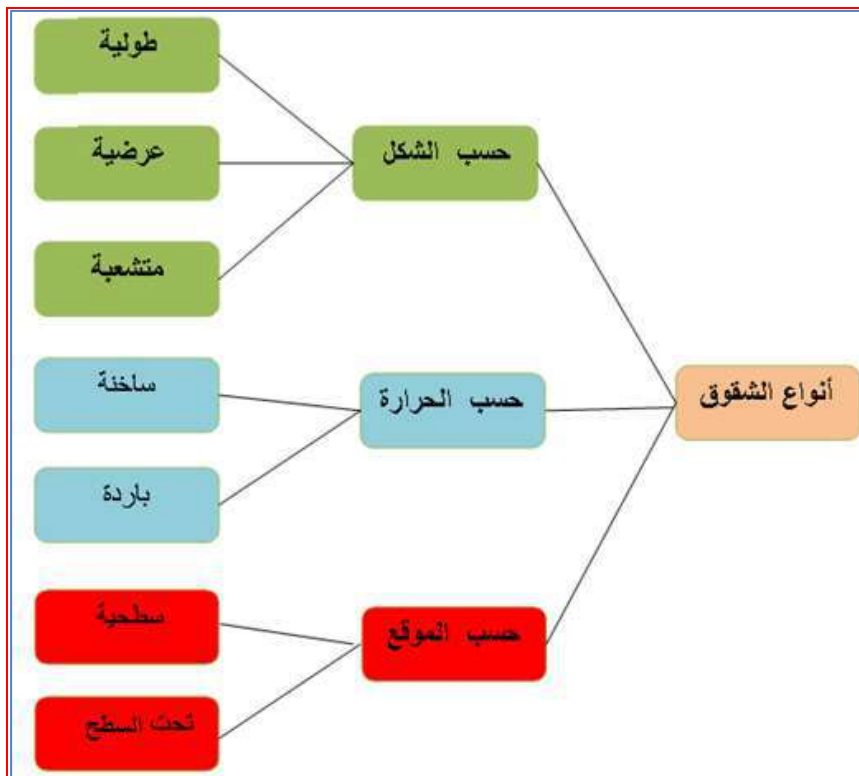 أنواع الشقوق
حسب الشكل
طولية
عرضية
متشعبة
حسب الحرارة
ساخنة
باردة
حسب الموقع
سطحية
تحت السطح